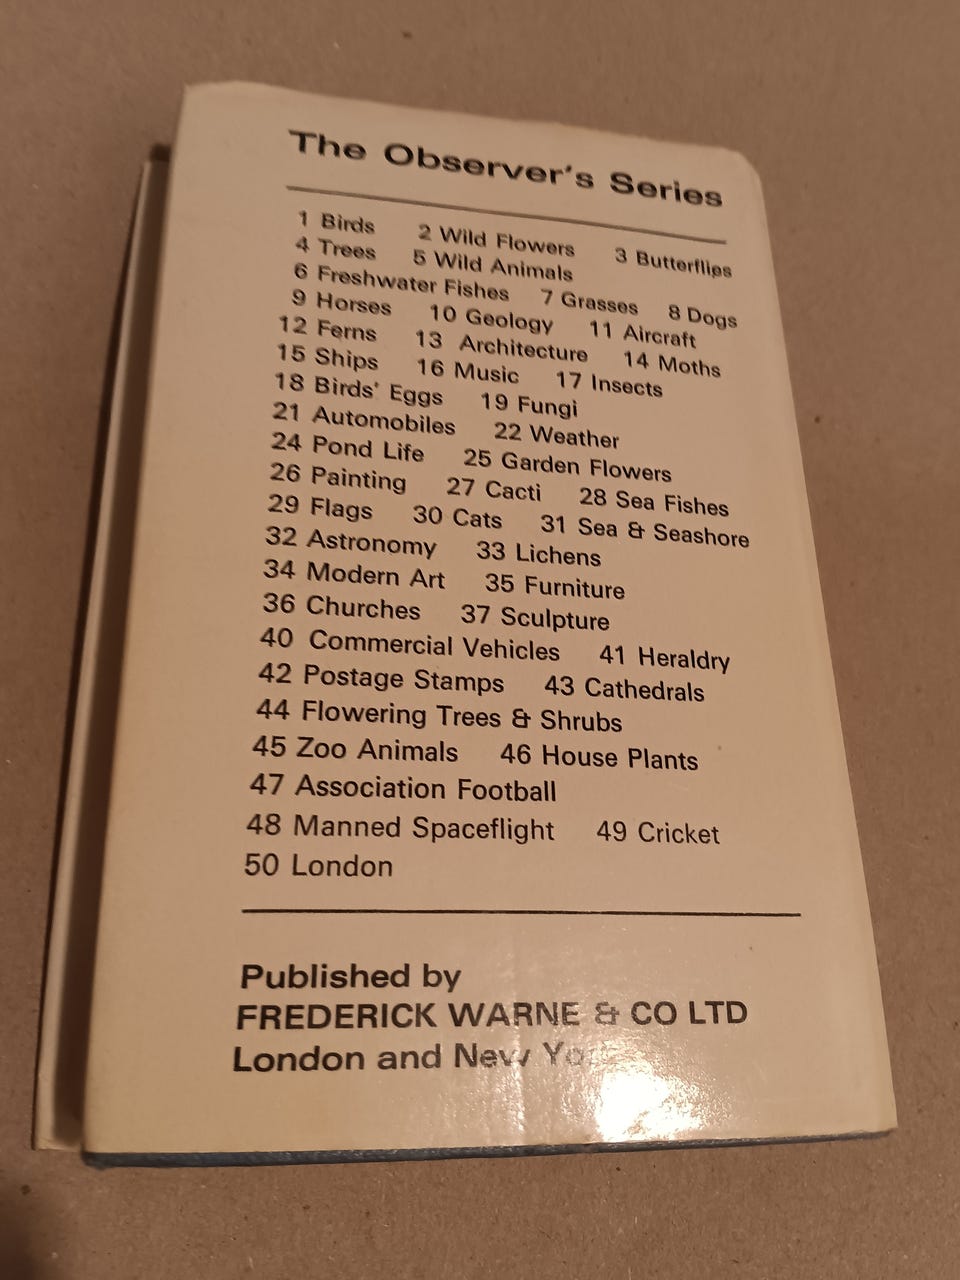 The Observer's Series
1 Birds 2 Wild Flowers 3 Butterflies
4 Trees 5 Wild Animals
6 Freshwater Fishes 7 Grasses 8 Dogs
9 Horses 10 Geology 11 Aircraft
12 Ferns 13 Architecture 14 Moths
15 Ships 16 Music 17 Insects
18 Birds' Eggs 19 Fungi
21 Automobiles 22 Weather
24 Pond Life 25 Garden Flowers
26 Painting 27 Cacti 28 Sea Fishes
29 Flags 30 Cats 31 Sea & Seashore
32 Astronomy 33 Lichens
34 Modern Art 35 Furniture
36 Churches 37 Sculpture
40 Commercial Vehicles 41 Heraldry
42 Postage Stamps 43 Cathedrals
44 Flowering Trees & Shrubs
45 Zoo Animals 46 House Plants
47 Association Football
48 Manned Spaceflight 49 Cricket
50 London
Published by
FREDERICK WARNE & CO LTD
London and New York